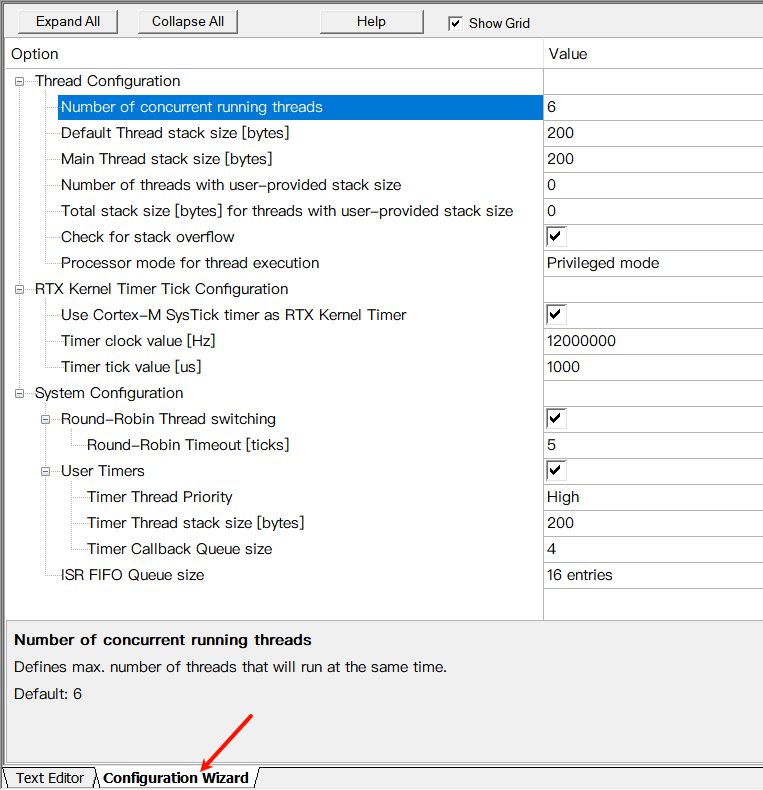 Expand All Collapse All Help Show Grid
Option Value
Thread Configuration
Number of concurrent running threads 6
Default Thread stack size [bytes] 200
Main Thread stack size [bytes] 200
Number of threads with user-provided stack size 0
Total stack size [bytes] for threads with user-provided stack size 0
Check for stack overflow
Processor mode for thread execution Privileged mode
RTX Kernel Timer Tick Configuration
Use Cortex-M SysTick timer as RTX Kernel Timer
Timer clock value [Hz] 12000000
Timer tick value [us] 1000
System Configuration
Round-Robin Thread switching
Round-Robin Timeout [ticks] 5
User Timers
Timer Thread Priority High
Timer Thread stack size [bytes] 200
Timer Callback Queue size 4
ISR FIFO Queue size 16 entries
Number of concurrent running threads
Defines max. number of threads that will run at the same time.
Default: 6
Text Editor Configuration Wizard